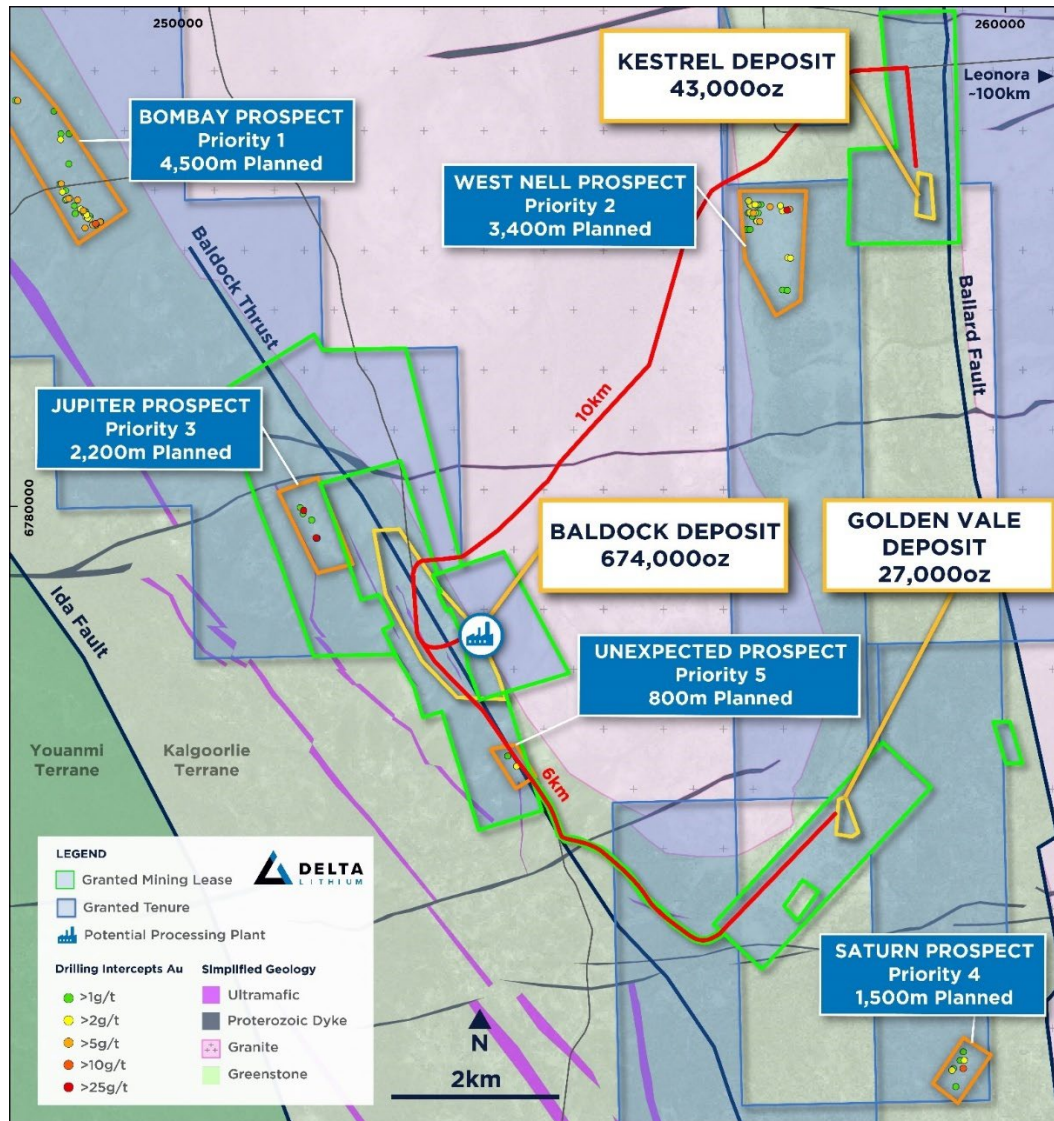 250000
260000
KESTREL DEPOSIT
43,000oz
Leonora
~100km
BOMBAY PROSPECT
Priority 1
4,500m Planned
WEST NELL PROSPECT
Priority 2
3,400m Planned
Baldock Thrust
Ballard Fault
JUPITER PROSPECT
Priority 3
2,200m Planned
10km
6780000
BALDOCK DEPOSIT
674,000oz
GOLDEN VALE
DEPOSIT
27,000oz
Ida Fault
UNEXPECTED PROSPECT
Priority 5
800m Planned
Youanmi
Terrane
Kalgoorlie
Terrane
6km
LEGEND
Granted Mining Lease
Granted Tenure
Potential Processing Plant
DELTA
LITHIUM
Drilling Intercepts Au
>1g/t
>2g/t
>5g/t
>10g/t
>25g/t
Simplified Geology
Ultramafic
Proterozoic Dyke
Granite
Greenstone
N
2km
SATURN PROSPECT
Priority 4
1,500m Planned